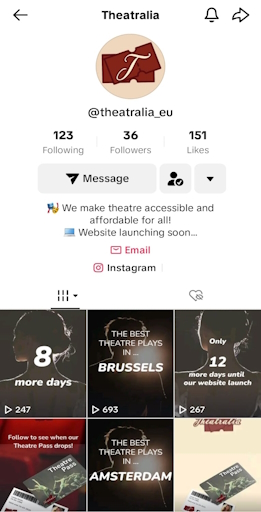 Theatralia
T
@theatralia_eu
123
36
151
Following
Followers
Likes
Message
🎭 We make theatre accessible and
affordable for all!
💻 Website launching soon...
Email
Instagram
8
more days
247
THE BEST
THEATRE PLAYS
IN ...
BRUSSELS
693
Only
12
more days until
our website launch
267
Follow to see when our
Theatre Pass drops!
Theatre
Pass
THE BEST
THEATRE PLAYS
IN ...
AMSTERDAM
Theatralia
Theatre
Pass